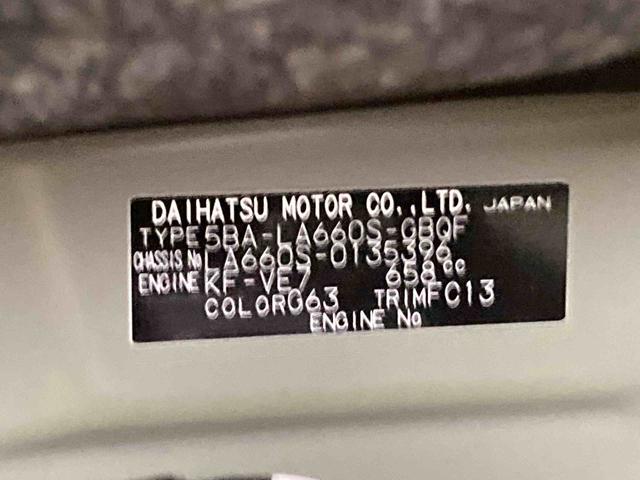 DAIHATSU MOTOR CO.,LTD. JAPAN
TYPE 5BA-LA660S-GBQF
CHASSIS No LA660S-0135396
ENGINE KF-VE7 658cc
COLOR G63 TRIM FC13
ENGINE No